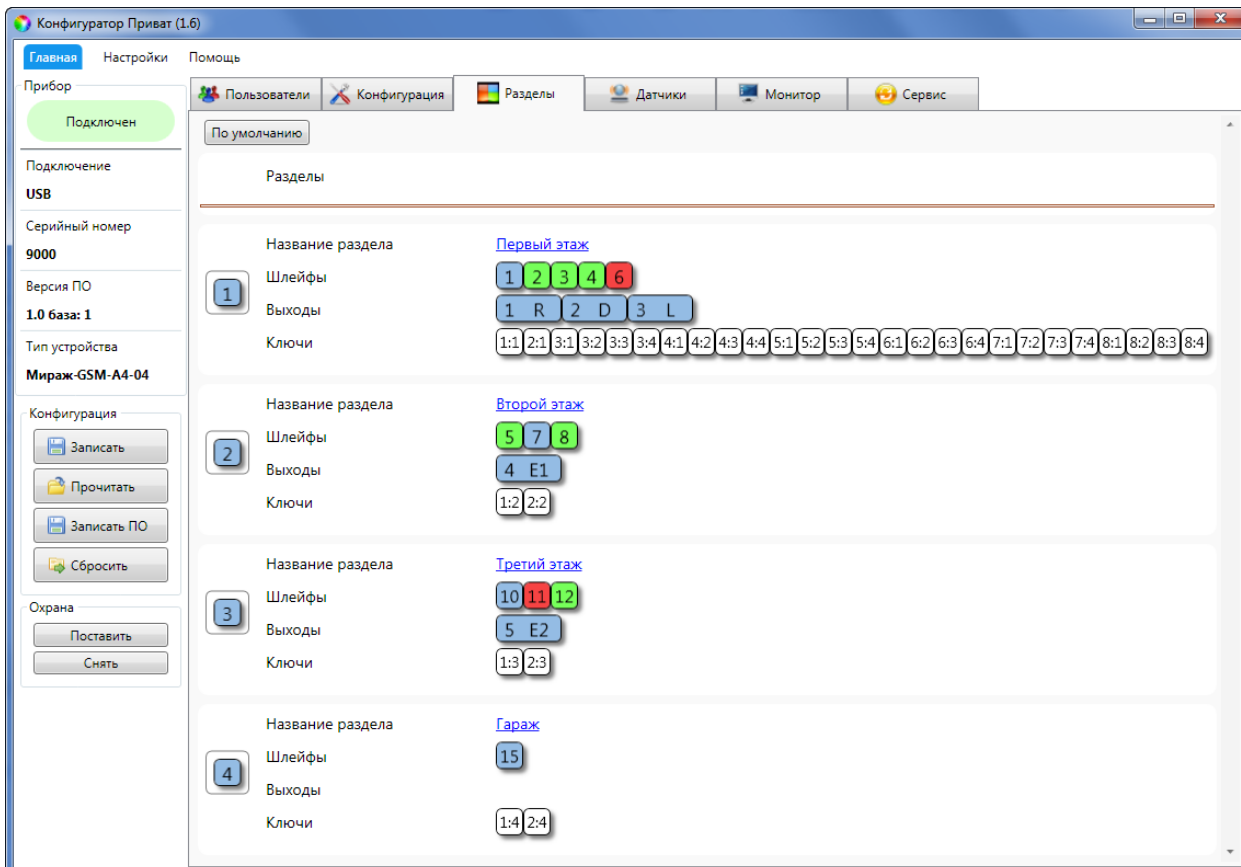 Конфигуратор Приват (1.6)
Главная Настройки Помощь
Прибор
Подключен
Подключение
USB
Серийный номер
9000
Версия ПО
1.0 база: 1
Тип устройства
Мираж-GSM-A4-04
Конфигурация
Записать
Прочитать
Записать ПО
Сбросить
Охрана
Поставить
Снять
Пользователи Конфигурация Разделы Датчики Монитор Сервис
По умолчанию
Разделы
1
Название раздела Первый этаж
Шлейфы 1 2 3 4 6
Выходы 1 R 2 D 3 L
Ключи 1:1 2:1 3:1 3:2 3:3 3:4 4:1 4:2 4:3 4:4 5:1 5:2 5:3 5:4 6:1 6:2 6:3 6:4 7:1 7:2 7:3 7:4 8:1 8:2 8:3 8:4
2
Название раздела Второй этаж
Шлейфы 5 7 8
Выходы 4 E1
Ключи 1:2 2:2
3
Название раздела Третий этаж
Шлейфы 10 11 12
Выходы 5 E2
Ключи 1:3 2:3
4
Название раздела Гараж
Шлейфы 15
Выходы
Ключи 1:4 2:4